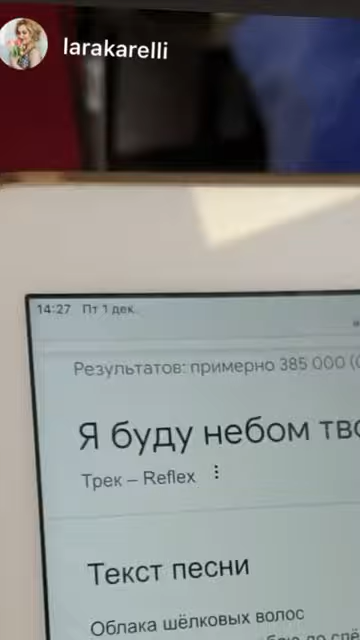 larakarelli
14:27 Пт 1 дек.
Результатов: примерно 385 000
Я буду небом
Трек – Reflex
Текст песни
Облака шёлковых волос
до